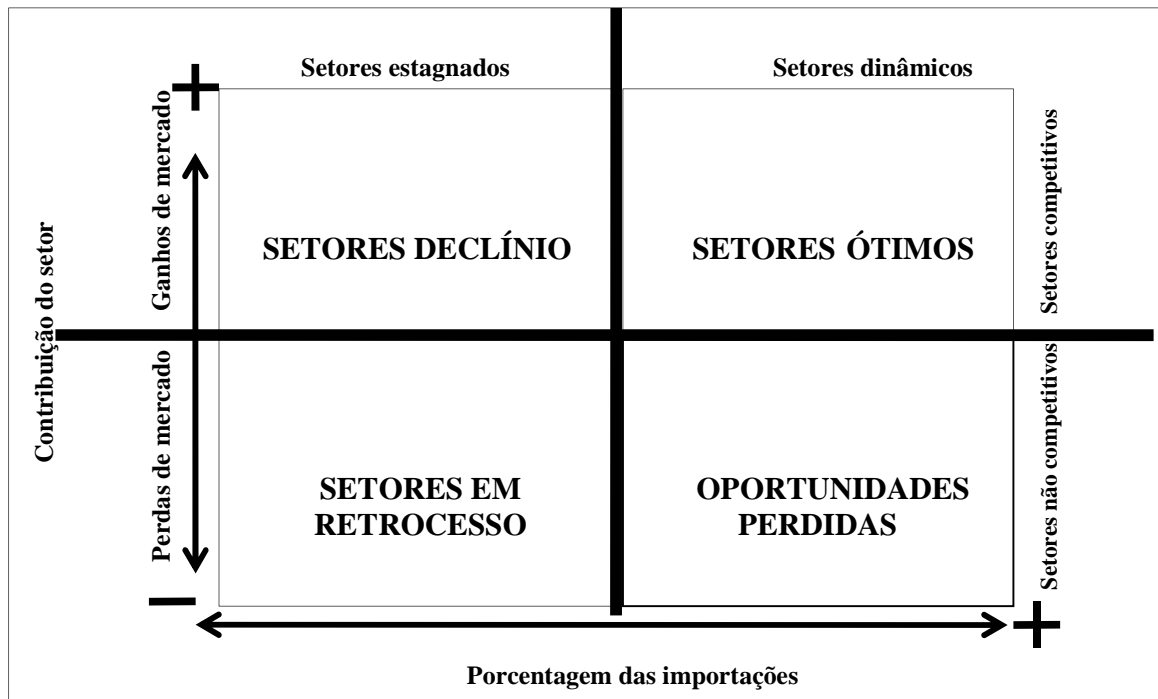 Setores estagnados
Setores dinâmicos
Contribuição do setor
Ganhos de mercado
Perdas de mercado
SETORES DECLÍNIO
SETORES ÓTIMOS
Setores competitivos
SETORES EM
RETROCESSO
OPORTUNIDADES
PERDIDAS
Setores não competitivos
Porcentagem das importações